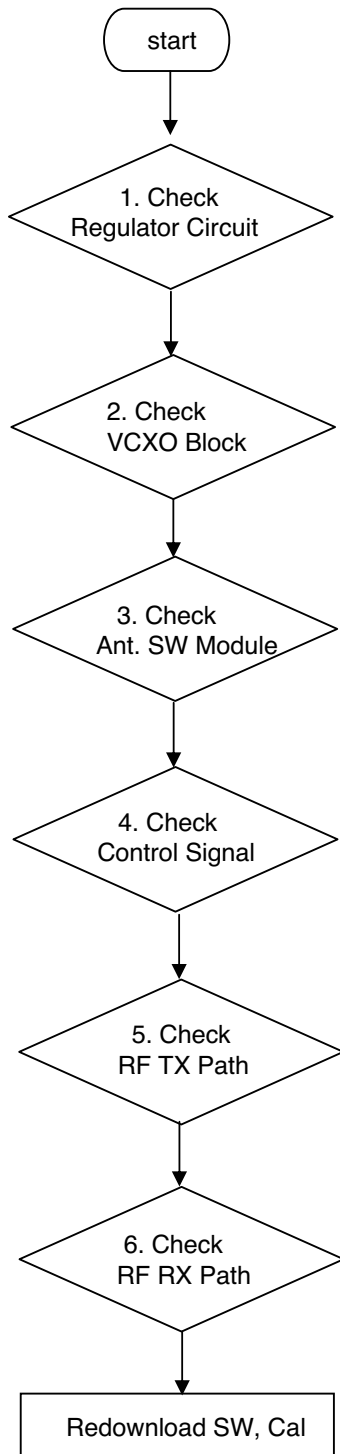 start
1. Check
Regulator Circuit
2. Check
VCXO Block
3. Check
Ant. SW Module
4. Check
Control Signal
5. Check
RF TX Path
6. Check
RF RX Path
Redownload SW, Cal